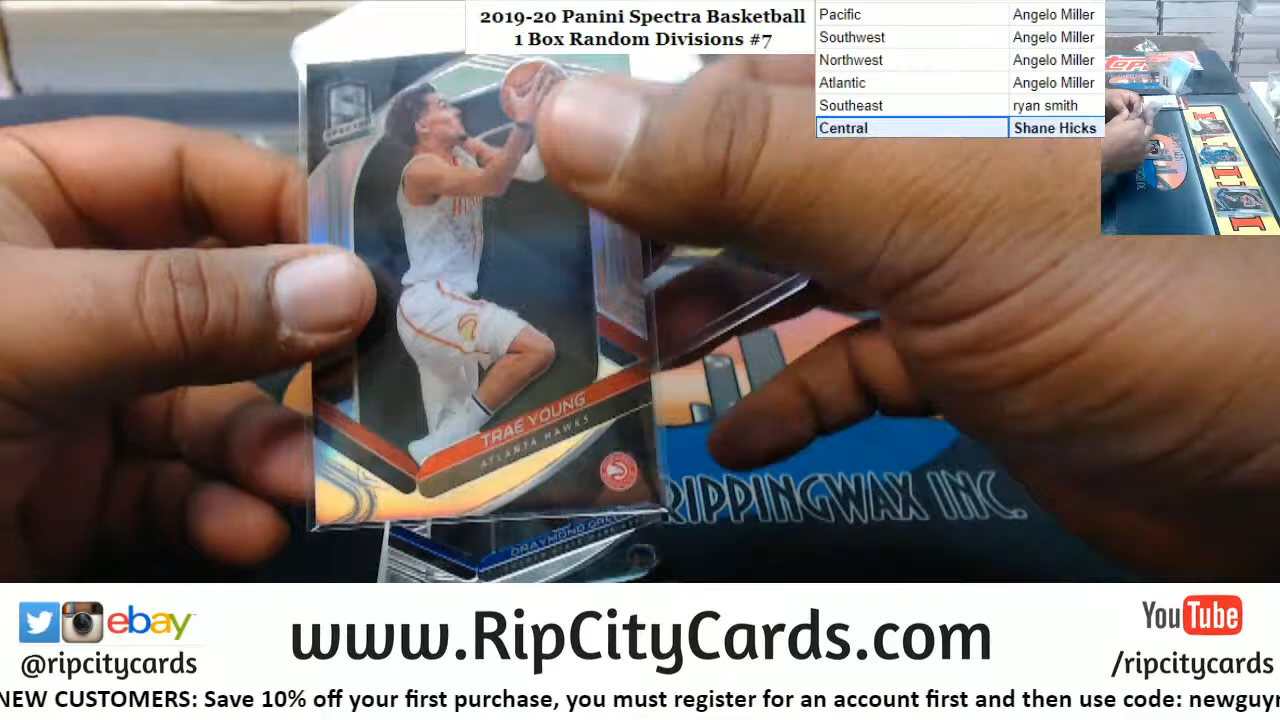 2019-20 Panini Spectra Basketball
1 Box Random Divisions #7
Pacific Angelo Miller
Southwest Angelo Miller
Northwest Angelo Miller
Atlantic Angelo Miller
Southeast ryan smith
Central Shane Hicks
SPECTRA
TRAE YOUNG
ATLANTA HAWKS
DRAYMOND
RIPPINGWAX INC.
ebay
www.RipCityCards.com
YouTube
@ripcitycards
/ripcitycards
NEW CUSTOMERS: Save 10% off your first purchase, you must register for an account first and then use code: newguy